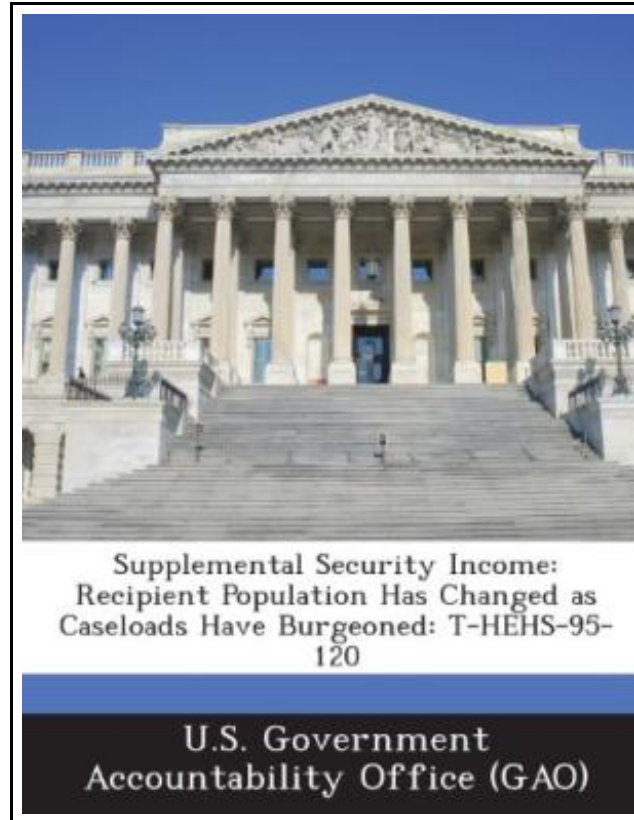 Supplemental Security Income:
Recipient Population Has Changed as
Caseloads Have Burgeoned: T-HEHS-95-
120
U.S. Government
Accountability Office (GAO)